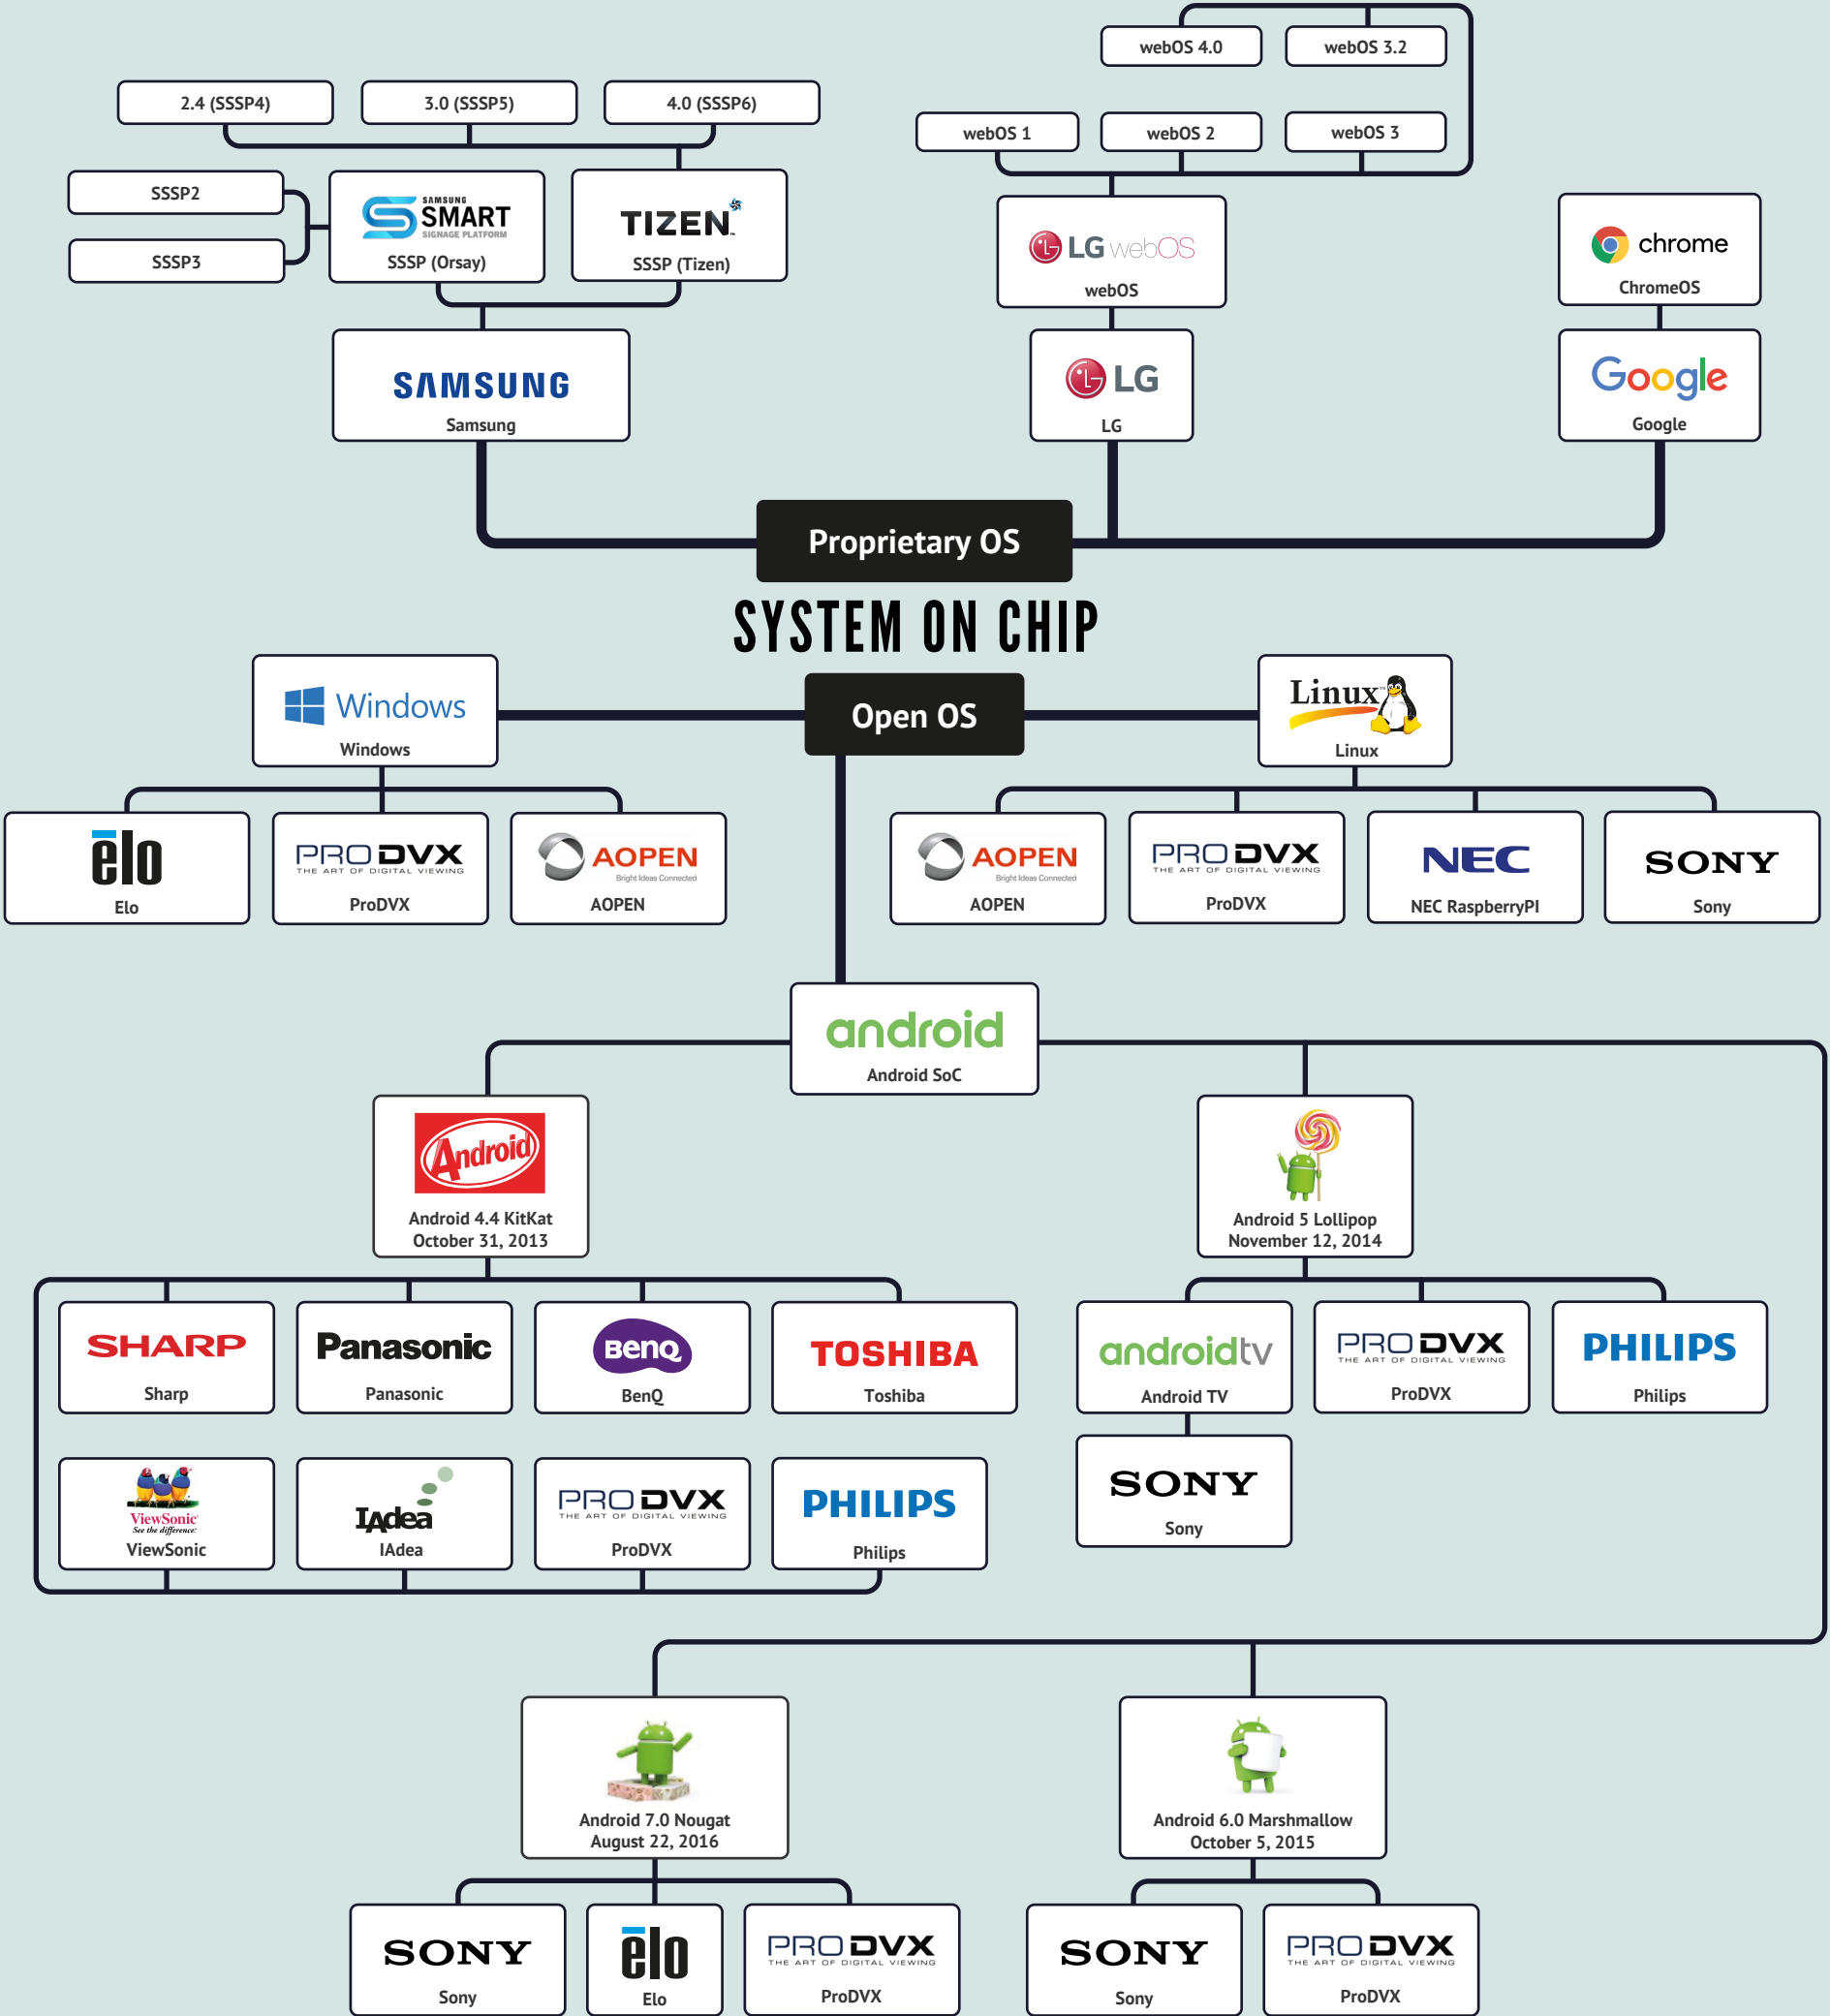 webOS 4.0
webOS 3.2
2.4 (SSSP4)
3.0 (SSSP5)
4.0 (SSSP6)
webOS 1
webOS 2
webOS 3
SSSP2
SSSP3
SAMSUNG
SMART
SIGNAGE PLATFORM
SSSP (Orsay)
TIZEN™
SSSP (Tizen)
LG webOS
webOS
chrome
ChromeOS
SAMSUNG
Samsung
LG
LG
Google
Google
Proprietary OS
SYSTEM ON CHIP
Windows
Windows
Open OS
Linux
Linux
elo
Elo
PRO DVX
THE ART OF DIGITAL VIEWING
ProDVX
AOPEN
Bright Ideas Connected
AOPEN
AOPEN
Bright Ideas Connected
AOPEN
PRO DVX
THE ART OF DIGITAL VIEWING
ProDVX
NEC
NEC RaspberryPI
SONY
Sony
android
Android SoC
Android
Android 4.4 KitKat
October 31, 2013
Android 5 Lollipop
November 12, 2014
SHARP
Sharp
Panasonic
Panasonic
BenQ
BenQ
TOSHIBA
Toshiba
androidtv
Android TV
PRO DVX
THE ART OF DIGITAL VIEWING
ProDVX
PHILIPS
Philips
ViewSonic®
See the difference™
ViewSonic
IAdea
IAdea
PRO DVX
THE ART OF DIGITAL VIEWING
ProDVX
PHILIPS
Philips
SONY
Sony
Android 7.0 Nougat
August 22, 2016
Android 6.0 Marshmallow
October 5, 2015
SONY
Sony
elo
Elo
PRO DVX
THE ART OF DIGITAL VIEWING
ProDVX
SONY
Sony
PRO DVX
THE ART OF DIGITAL VIEWING
ProDVX